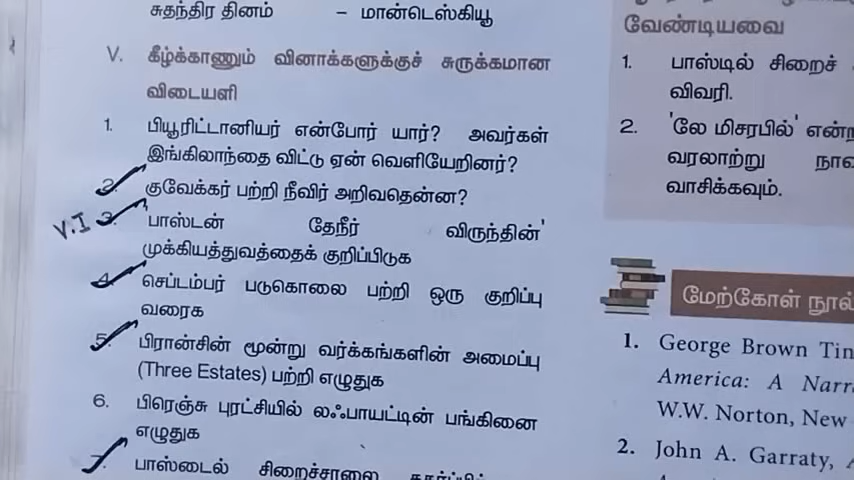 சுதந்திர தினம் – மான்டெஸ்கியூ
V. கீழ்க்காணும் வினாக்களுக்குச் சுருக்கமான
விடையளி
1. பியூரிட்டானியர் என்போர் யார்? அவர்கள்
இங்கிலாந்தை விட்டு ஏன் வெளியேறினர்?
2. குவேக்கர் பற்றி நீவிர் அறிவதென்ன?
V.I 3. பாஸ்டன் தேநீர் விருந்தின்'
முக்கியத்துவத்தைக் குறிப்பிடுக
4. செப்டம்பர் படுகொலை பற்றி ஒரு குறிப்பு
வரைக
5. பிரான்சின் மூன்று வர்க்கங்களின் அமைப்பு
(Three Estates) பற்றி எழுதுக
6. பிரெஞ்சு புரட்சியில் லஃபாயட்டின் பங்கினை
எழுதுக
7. பாஸ்டைல் சிறைச்சாலை
வேண்டியவை
1. பாஸ்டில் சிறைச்
விவரி.
2. 'லே மிசரபில்'
வரலாற்று
வாசிக்கவும்.
மேற்கோள்
1. George Brown
America: A
W.W. Norton, New
2. John A. Garraty,